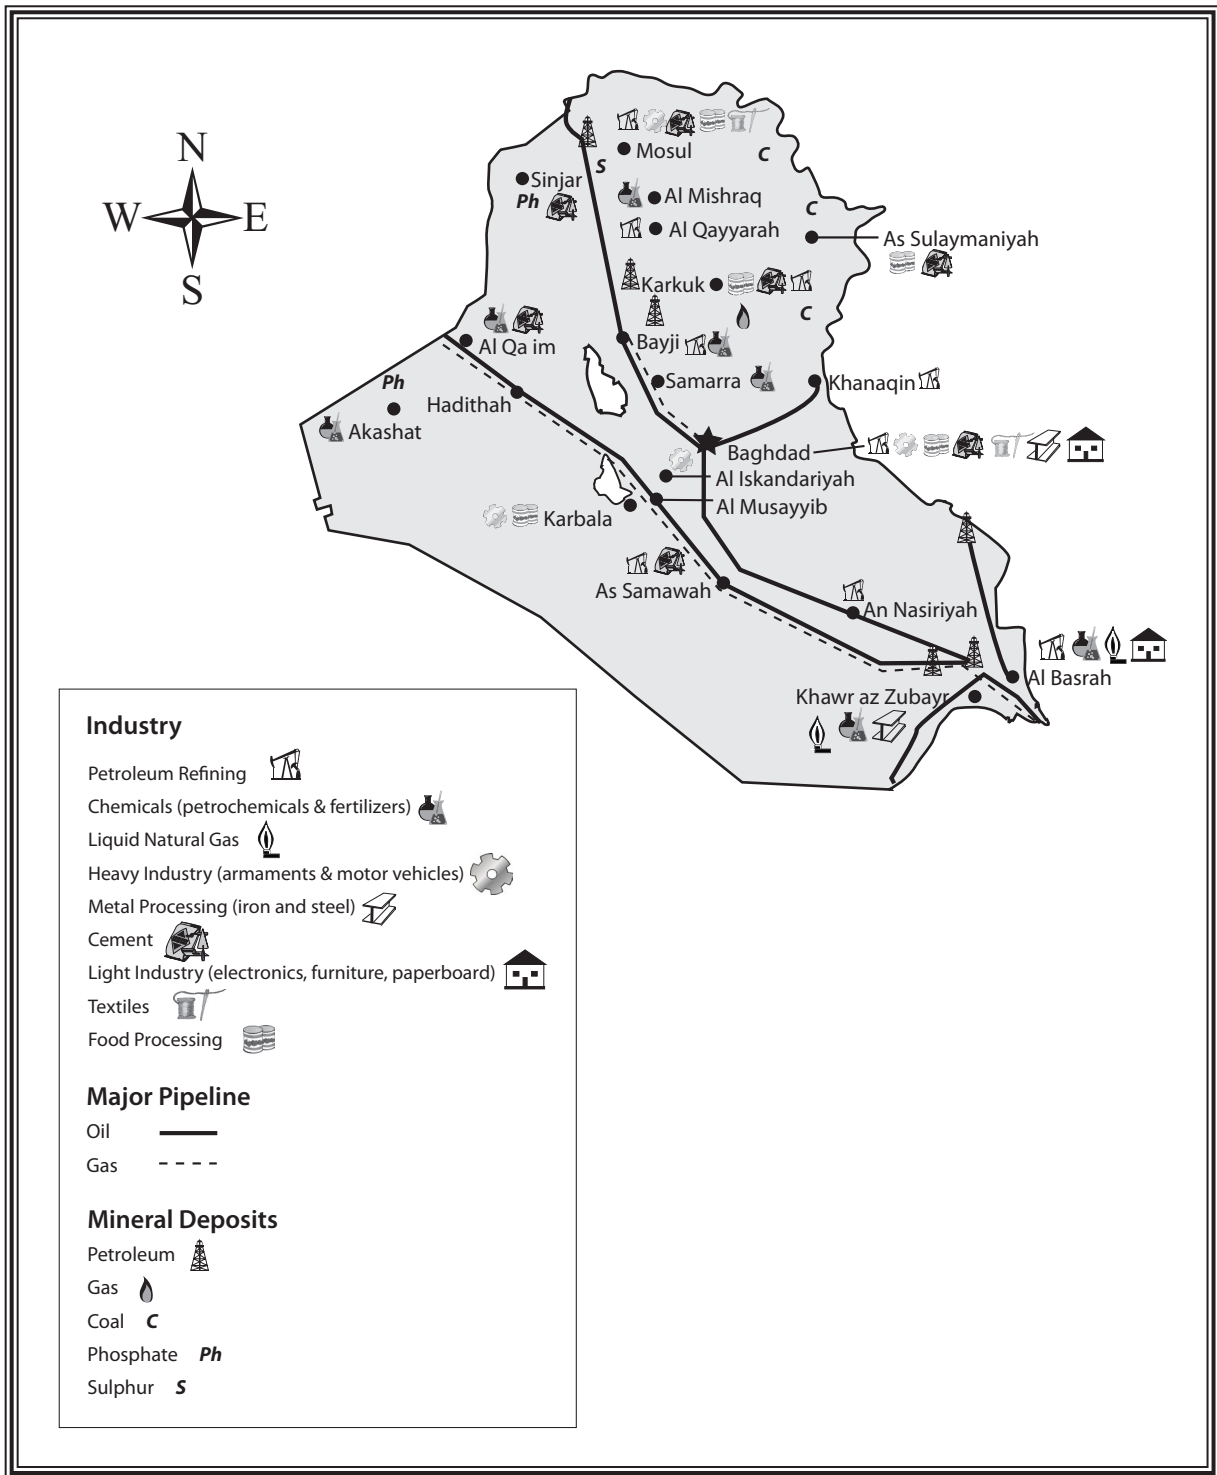 N
W E
S
Mosul
C
S
Sinjar
Ph
Al Mishraq
C
Al Qayyarah
As Sulaymaniyah
Karkuk
C
Bayji
Al Qa im
Ph
Samarra
Khanaqin
Hadithah
Akashat
Baghdad
Al Iskandariyah
Al Musayyib
Karbala
As Samawah
An Nasiriyah
Al Basrah
Khawr az Zubayr
Industry
Petroleum Refining
Chemicals (petrochemicals & fertilizers)
Liquid Natural Gas
Heavy Industry (armaments & motor vehicles)
Metal Processing (iron and steel)
Cement
Light Industry (electronics, furniture, paperboard)
Textiles
Food Processing
Major Pipeline
Oil
Gas
Mineral Deposits
Petroleum
Gas
Coal C
Phosphate Ph
Sulphur S